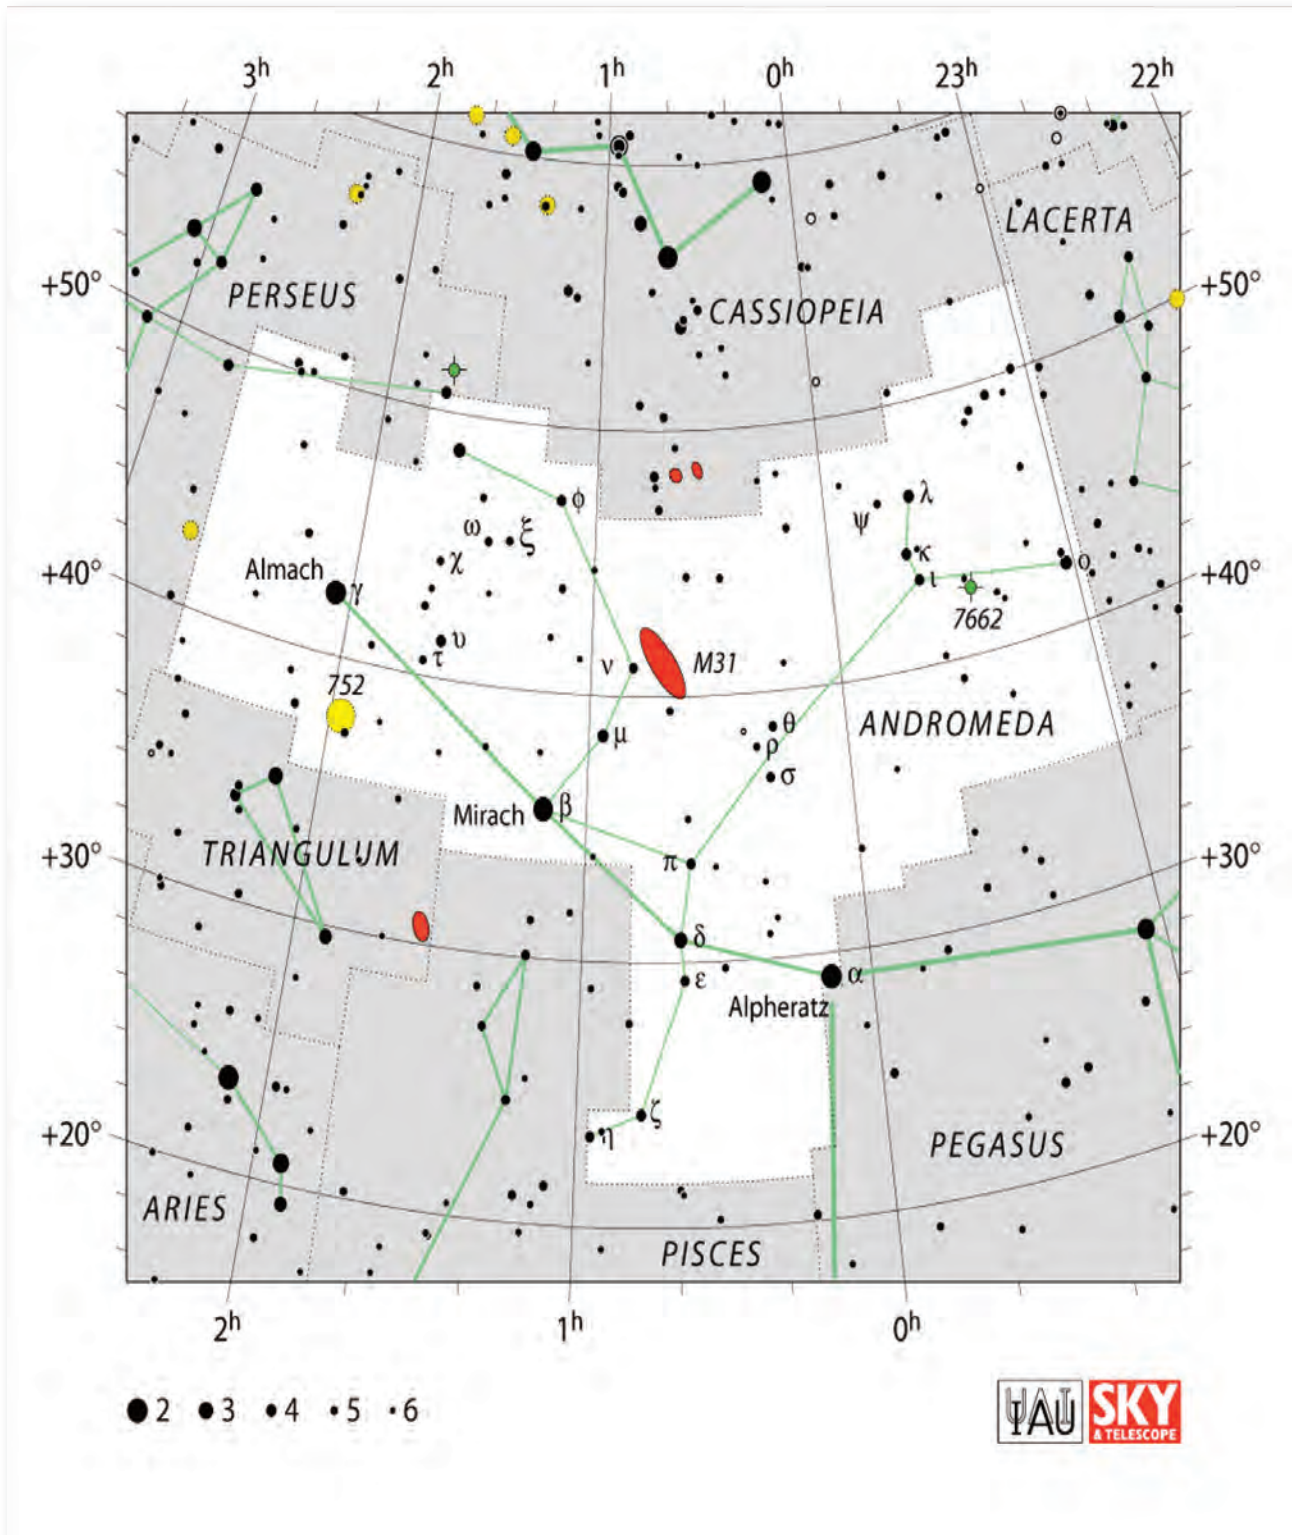 3h 2h 1h 0h 23h 22h
LACERTA
+50° PERSEUS CASSIOPEIA +50°
λ
φ ψ
ω ξ
κ ο
χ
Almach γ ι
+40° +40°
7662
υ
τ ν M31
752
θ ANDROMEDA
μ ρ
σ
β
Mirach
TRIANGULUM π
+30° +30°
δ
ε α
Alpheratz
ζ
+20° η PEGASUS +20°
ARIES
PISCES
2h 1h 0h
2 3 4 5 6
IAU UAI SKY
& TELESCOPE